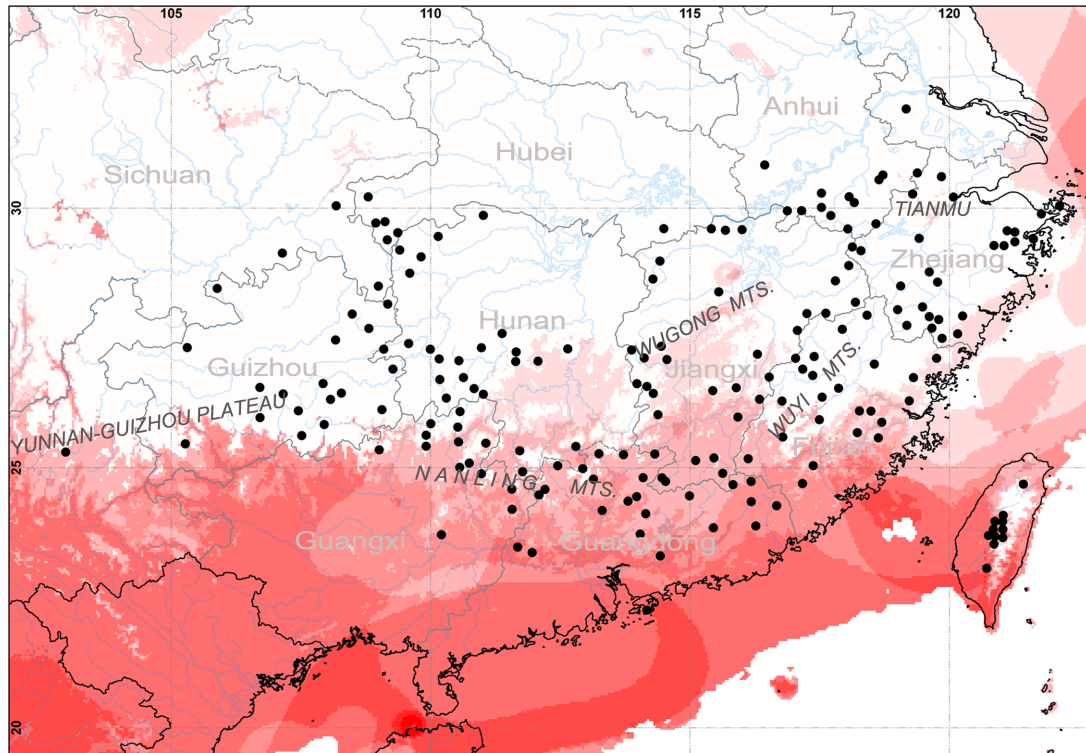 105 110 115 120
Anhui
Hubei
Sichuan
30
TIANMU
Zhejiang
WUGONG MTS.
Hunan
Jiangxi
Guizhou
WUYI MTS.
YUNNAN-GUIZHOU PLATEAU
Fujian
25
NANLING MTS.
Guangxi
Guangdong
20